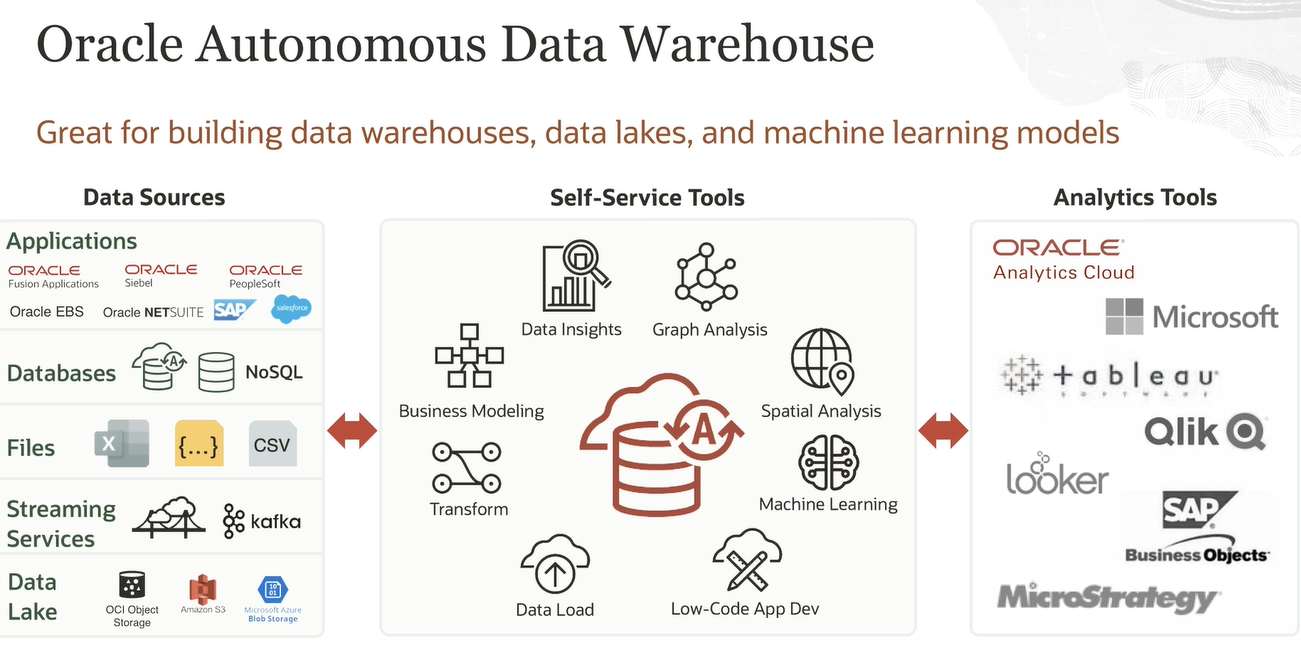 Oracle Autonomous Data Warehouse
Great for building data warehouses, data lakes, and machine learning models
Data Sources
Applications
ORACLE
Fusion Applications
ORACLE
Siebel
ORACLE
PeopleSoft
Oracle EBS
Oracle NETSUITE
SAP
salesforce
Databases
A
NoSQL
Files
X
{...}
CSV
Streaming
Services
kafka
Data
Lake
OCI Object
Storage
Amazon S3
10
01
Microsoft Azure
Blob Storage
Self-Service Tools
Data Insights
Graph Analysis
Business Modeling
Spatial Analysis
A
Transform
Machine Learning
Data Load
Low-Code App Dev
Analytics Tools
ORACLE®
Analytics Cloud
Microsoft
+ableau
SOFTWARE
Qlik
looker
SAP
Business Objects
MicroStrategy